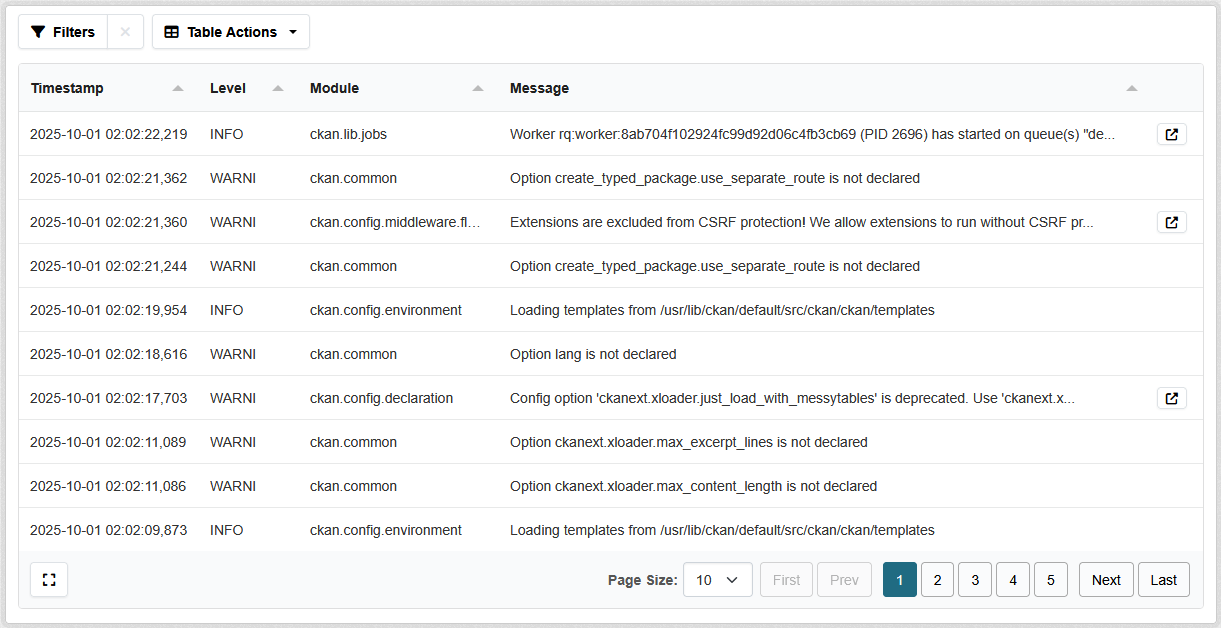 Filters Table Actions
Timestamp Level Module Message
2025-10-01 02:02:22,219 INFO ckan.lib.jobs Worker rq:worker:8ab704f102924fc99d92d06c4fb3cb69 (PID 2696) has started on queue(s) "de...
2025-10-01 02:02:21,362 WARNI ckan.common Option create_typed_package.use_separate_route is not declared
2025-10-01 02:02:21,360 WARNI ckan.config.middleware.fl... Extensions are excluded from CSRF protection! We allow extensions to run without CSRF pr...
2025-10-01 02:02:21,244 WARNI ckan.common Option create_typed_package.use_separate_route is not declared
2025-10-01 02:02:19,954 INFO ckan.config.environment Loading templates from /usr/lib/ckan/default/src/ckan/ckan/templates
2025-10-01 02:02:18,616 WARNI ckan.common Option lang is not declared
2025-10-01 02:02:17,703 WARNI ckan.config.declaration Config option 'ckanext.xloader.just_load_with_messytables' is deprecated. Use 'ckanext.x...
2025-10-01 02:02:11,089 WARNI ckan.common Option ckanext.xloader.max_excerpt_lines is not declared
2025-10-01 02:02:11,086 WARNI ckan.common Option ckanext.xloader.max_content_length is not declared
2025-10-01 02:02:09,873 INFO ckan.config.environment Loading templates from /usr/lib/ckan/default/src/ckan/ckan/templates
Page Size: 10 First Prev 1 2 3 4 5 Next Last